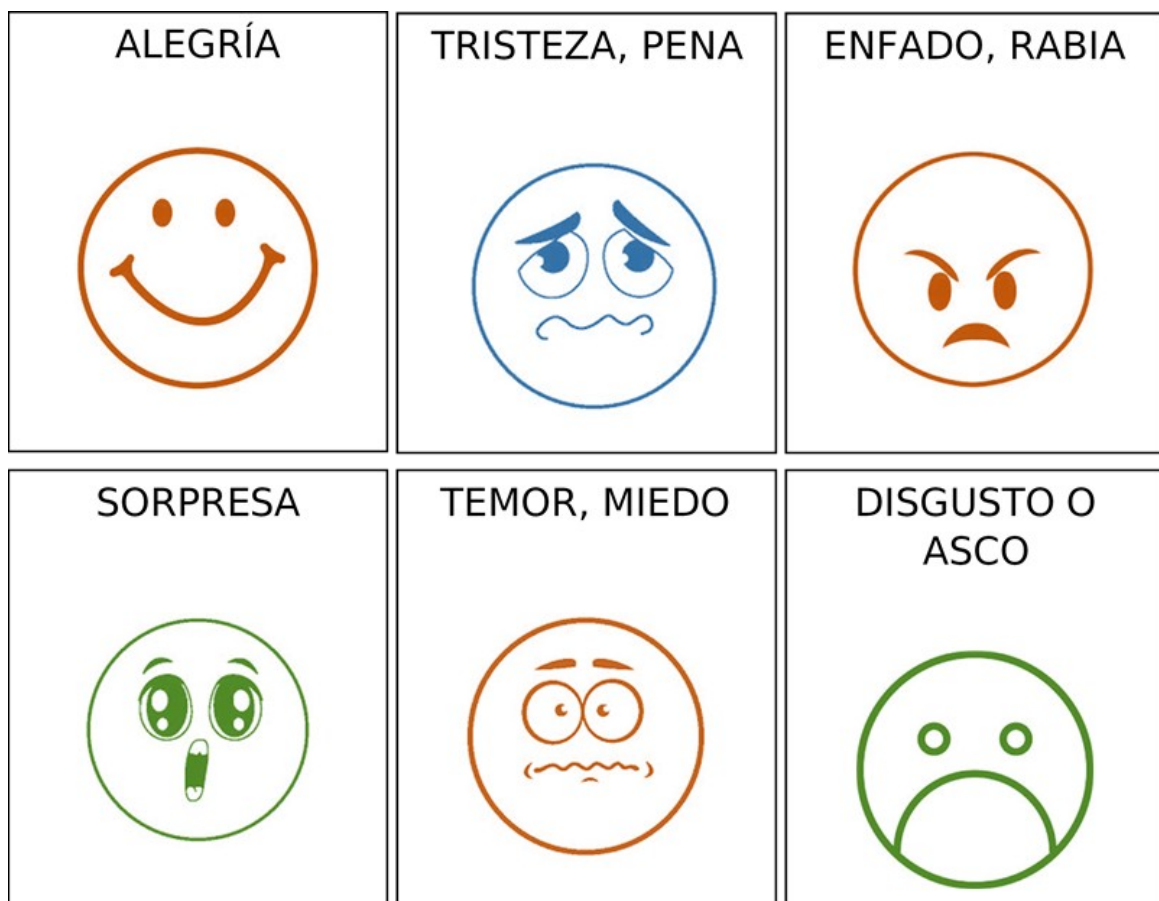 ALEGRÍA
TRISTEZA, PENA
ENFADO, RABIA
SORPRESA
TEMOR, MIEDO
DISGUSTO O
ASCO